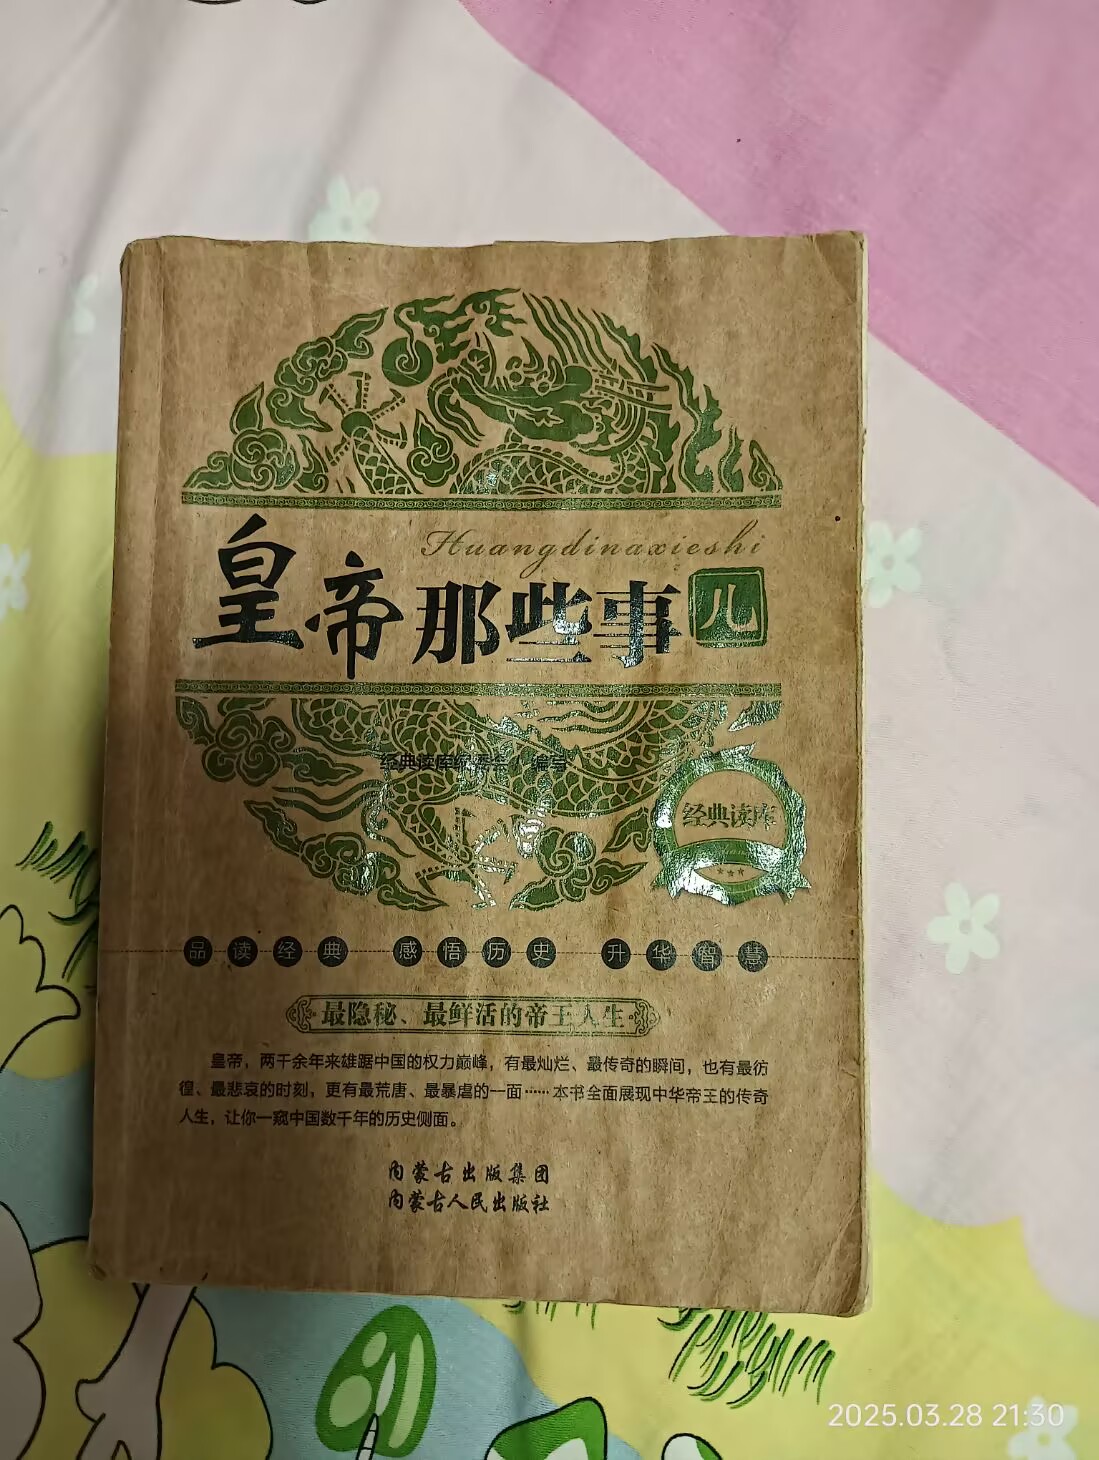 Huangdinaxieshi
皇帝那些事儿
经典读库编委会 编写
经典读库
品读经典 感悟历史 升华智慧
最隐秘、最鲜活的帝王人生
皇帝，两千余年来雄踞中国的权力巅峰，有最灿烂、最传奇的瞬间，也有最彷
徨、最悲哀的时刻，更有最荒唐、最暴虐的一面……本书全面展现中华帝王的传奇
人生，让你一窥中国数千年的历史侧面。
内蒙古出版集团
内蒙古人民出版社
2025.03.28 21:30